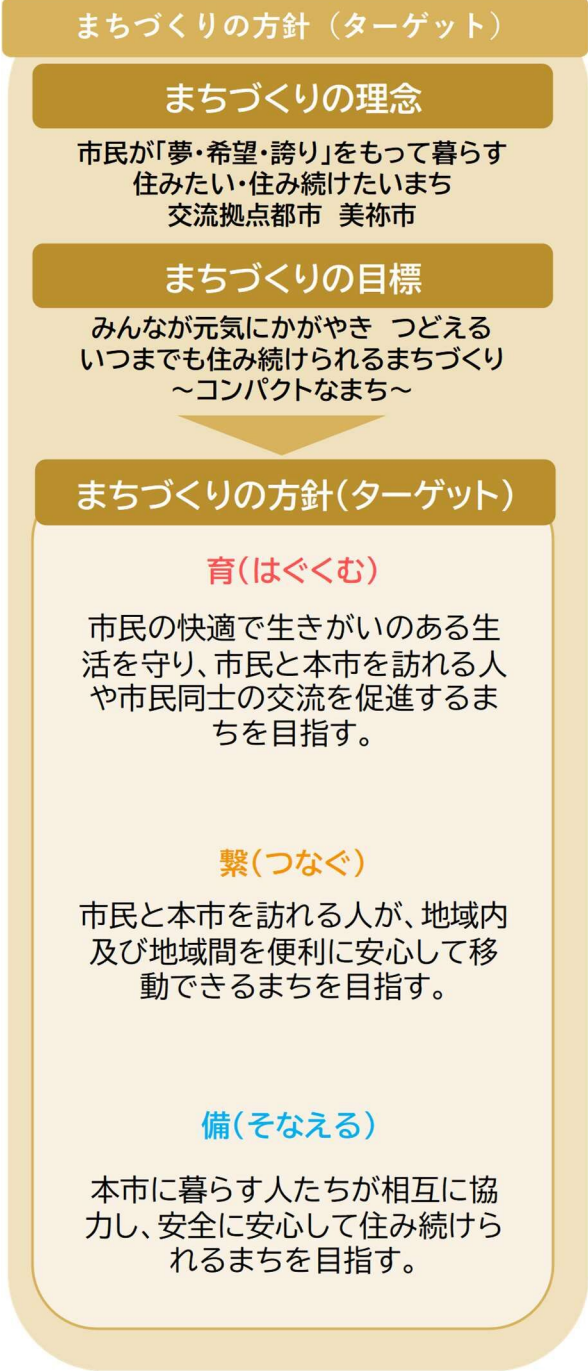 まちづくりの方針（ターゲット）
まちづくりの理念
市民が「夢・希望・誇り」をもって暮らす
住みたい・住み続けたいまち
交流拠点都市　美祢市
まちづくりの目標
みんなが元気にかがやき　つどえる
いつまでも住み続けられるまちづくり
～コンパクトなまち～
まちづくりの方針(ターゲット)
育(はぐくむ)
市民の快適で生きがいのある生
活を守り、市民と本市を訪れる人
や市民同士の交流を促進するま
ちを目指す。
繋(つなぐ)
市民と本市を訪れる人が、地域内
及び地域間を便利に安心して移
動できるまちを目指す。
備(そなえる)
本市に暮らす人たちが相互に協
力し、安全に安心して住み続けら
れるまちを目指す。